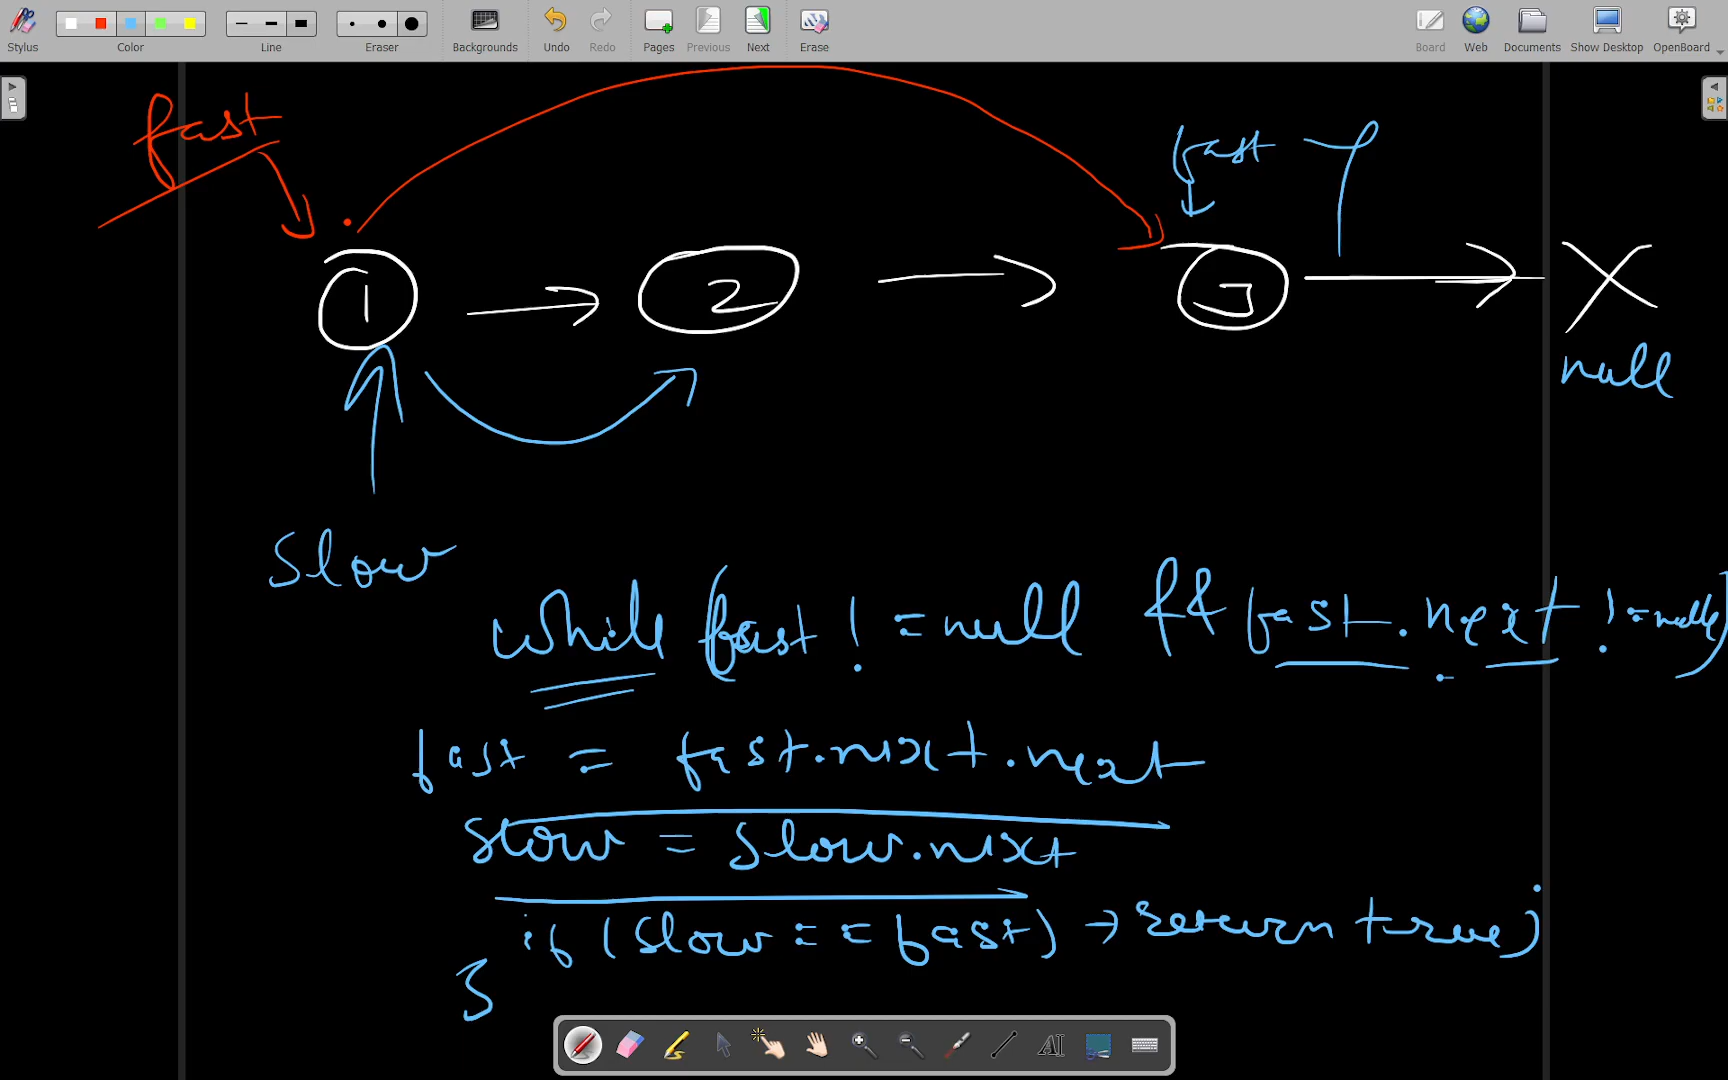 Stylus Color Line Eraser Backgrounds Undo Redo Pages Previous Next Erase Board Web Documents Show Desktop OpenBoard
fast
fast
1 2 3
null
Slow
while (fast != null && fast.next != null)
fast = fast.next.next
slow = slow.next
if (slow == fast) → return true;
}
AI